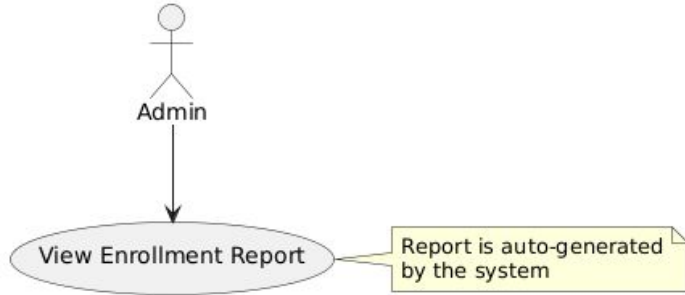 Admin
View Enrollment Report
Report is auto-generated
by the system